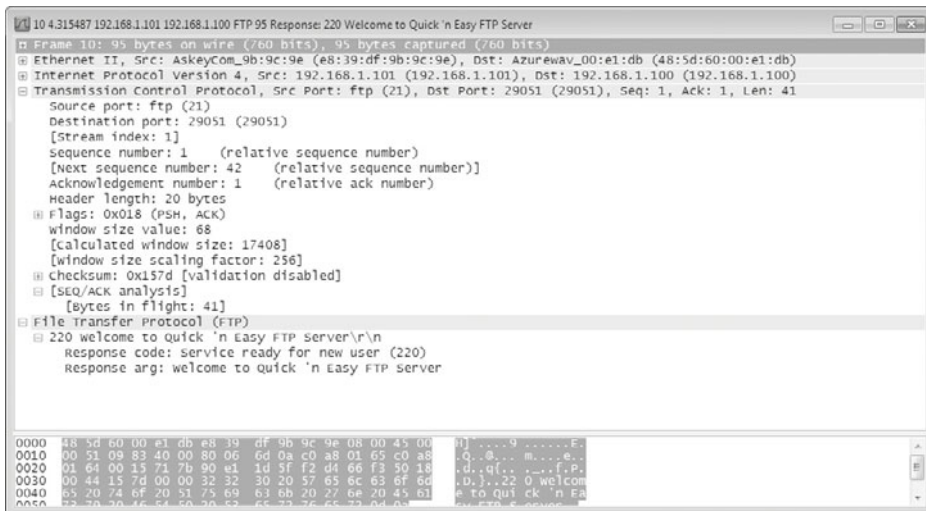 10 4.315487 192.168.1.101 192.168.1.100 FTP 95 Response: 220 Welcome to Quick 'n Easy FTP Server
Frame 10: 95 bytes on wire (760 bits), 95 bytes captured (760 bits)
Ethernet II, Src: AskeyCom_9b:9c:9e (e8:39:df:9b:9c:9e), Dst: Azurewav_00:e1:db (48:5d:60:00:e1:db)
Internet Protocol Version 4, Src: 192.168.1.101 (192.168.1.101), Dst: 192.168.1.100 (192.168.1.100)
Transmission Control Protocol, Src Port: ftp (21), Dst Port: 29051 (29051), Seq: 1, Ack: 1, Len: 41
Source port: ftp (21)
Destination port: 29051 (29051)
[Stream index: 1]
Sequence number: 1 (relative sequence number)
[Next sequence number: 42 (relative sequence number)]
Acknowledgement number: 1 (relative ack number)
Header length: 20 bytes
Flags: 0x018 (PSH, ACK)
Window size value: 68
[Calculated window size: 17408]
[Window size scaling factor: 256]
Checksum: 0x157d [validation disabled]
[SEQ/ACK analysis]
[Bytes in flight: 41]
File Transfer Protocol (FTP)
220 Welcome to Quick 'n Easy FTP Server\r\n
Response code: Service ready for new user (220)
Response arg: Welcome to Quick 'n Easy FTP Server
0000 48 5d 60 00 e1 db e8 39 df 9b 9c 9e 08 00 45 00 H]`....9 ......E.
0010 00 51 09 83 40 00 80 06 6d 0a c0 a8 01 65 c0 a8 .Q..@... m....e..
0020 01 64 00 15 71 7b 90 e1 1d 5f f2 d4 66 f3 50 18 .d..q{.. ._..f.P.
0030 00 44 15 7d 00 00 32 32 30 20 57 65 6c 63 6f 6d .D.}..22 0 Welcom
0040 65 20 74 6f 20 51 75 69 63 6b 20 27 6e 20 45 61 e to Qui ck 'n Ea
0050